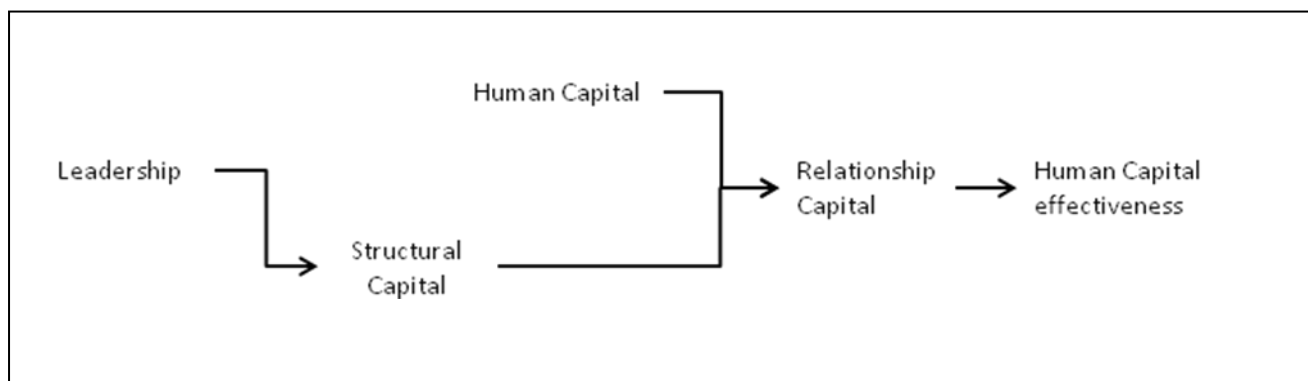 Human Capital
Leadership
Relationship
Capital
Human Capital
effectiveness
Structural
Capital